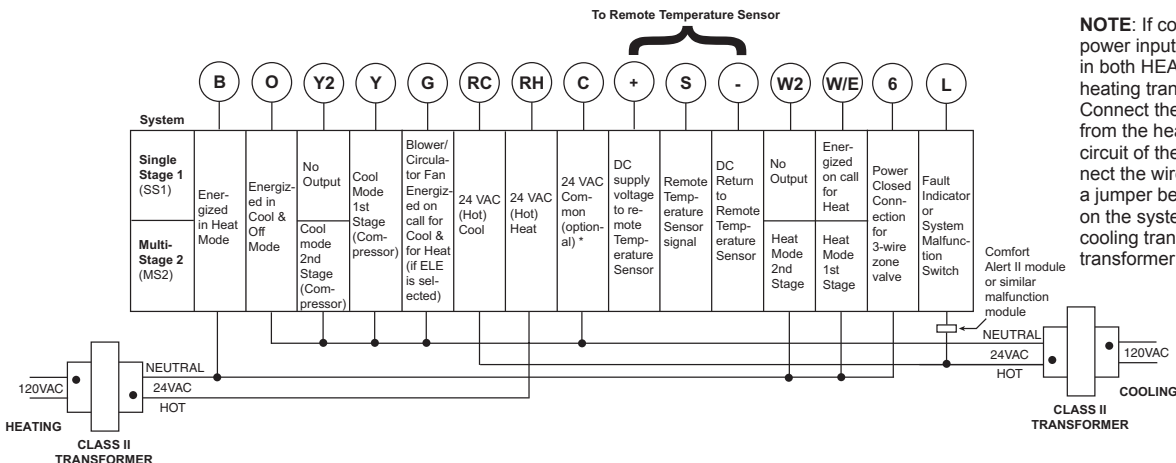 To Remote Temperature Sensor
B O Y2 Y G RC RH C + S - W2 W/E 6 L
System
Single
Stage 1
(SS1)
Multi-
Stage 2
(MS2)
Ener-
gized
in Heat
Mode
Energiz-
ed in
Cool &
Off
Mode
No
Output
Cool
mode
2nd
Stage
(Com-
pressor)
Cool
Mode
1st
Stage
(Com-
pressor)
Blower/
Circula-
tor Fan
Energiz-
ed on
call for
Cool &
for Heat
(if ELE
is sel-
ected)
24 VAC
(Hot)
Cool
24 VAC
(Hot)
Heat
24 VAC
Com-
mon
(option-
al) *
DC
supply
voltage
to re-
mote
Temp-
erature
Sensor
Remote
Temp-
erature
Sensor
signal
DC
Return
to
Remote
Temp-
erature
Sensor
No
Output
Heat
Mode
2nd
Stage
Ener-
gized
on call
for
Heat
Heat
Mode
1st
Stage
Power
Closed
Conn-
ection
for
3-wire
zone
valve
Fault
Indicator
or
System
Malfunc-
tion
Switch
Comfort
Alert II module
or similar
malfunction
module
NEUTRAL
24VAC
HOT
120VAC
COOLING
CLASS II
TRANSFORMER
120VAC
NEUTRAL
24VAC
HOT
HEATING
CLASS II
TRANSFORMER
NOTE: If co
power input
in both HEA
heating tran
Connect the
from the hea
circuit of the
nect the wir
a jumper be
on the syste
cooling tran
transformer